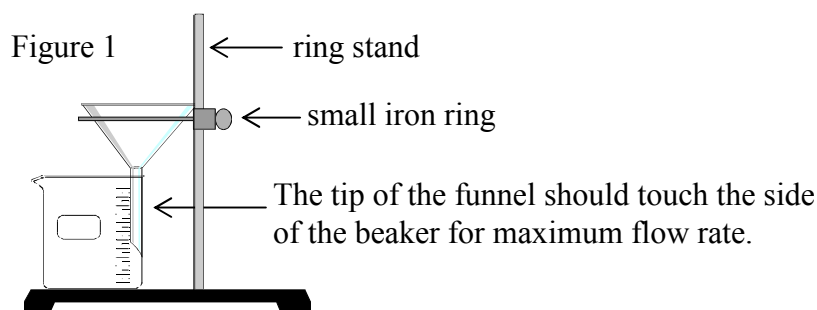 Figure 1
ring stand
small iron ring
The tip of the funnel should touch the side
of the beaker for maximum flow rate.